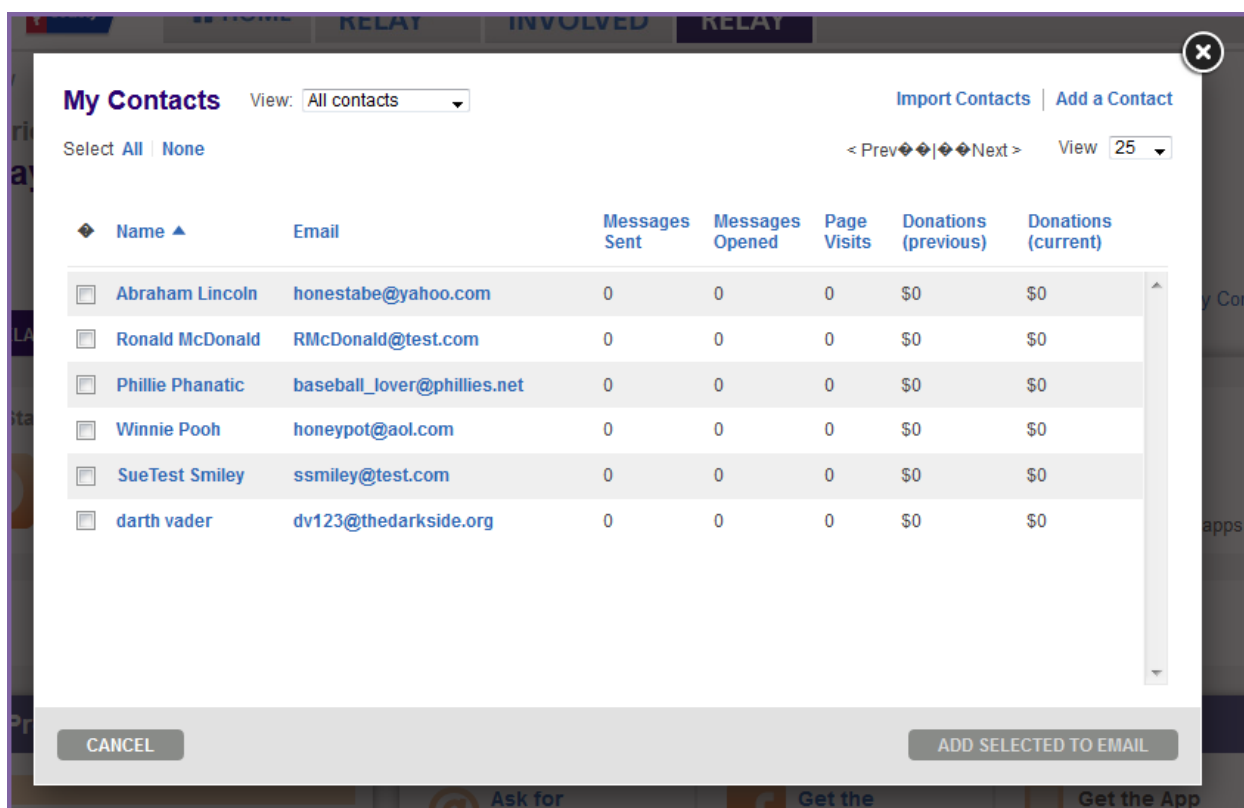 HOME RELAY INVOLVED RELAY
My Contacts View: All contacts Import Contacts | Add a Contact
Select All | None < Prev��|��Next > View 25
� Name ▲ Email Messages Sent Messages Opened Page Visits Donations (previous) Donations (current)
Abraham Lincoln honestabe@yahoo.com 0 0 0 $0 $0
Ronald McDonald RMcDonald@test.com 0 0 0 $0 $0
Phillie Phanatic baseball_lover@phillies.net 0 0 0 $0 $0
Winnie Pooh honeypot@aol.com 0 0 0 $0 $0
SueTest Smiley ssmiley@test.com 0 0 0 $0 $0
darth vader dv123@thedarkside.org 0 0 0 $0 $0
apps
CANCEL ADD SELECTED TO EMAIL
Ask for Get the Get the App